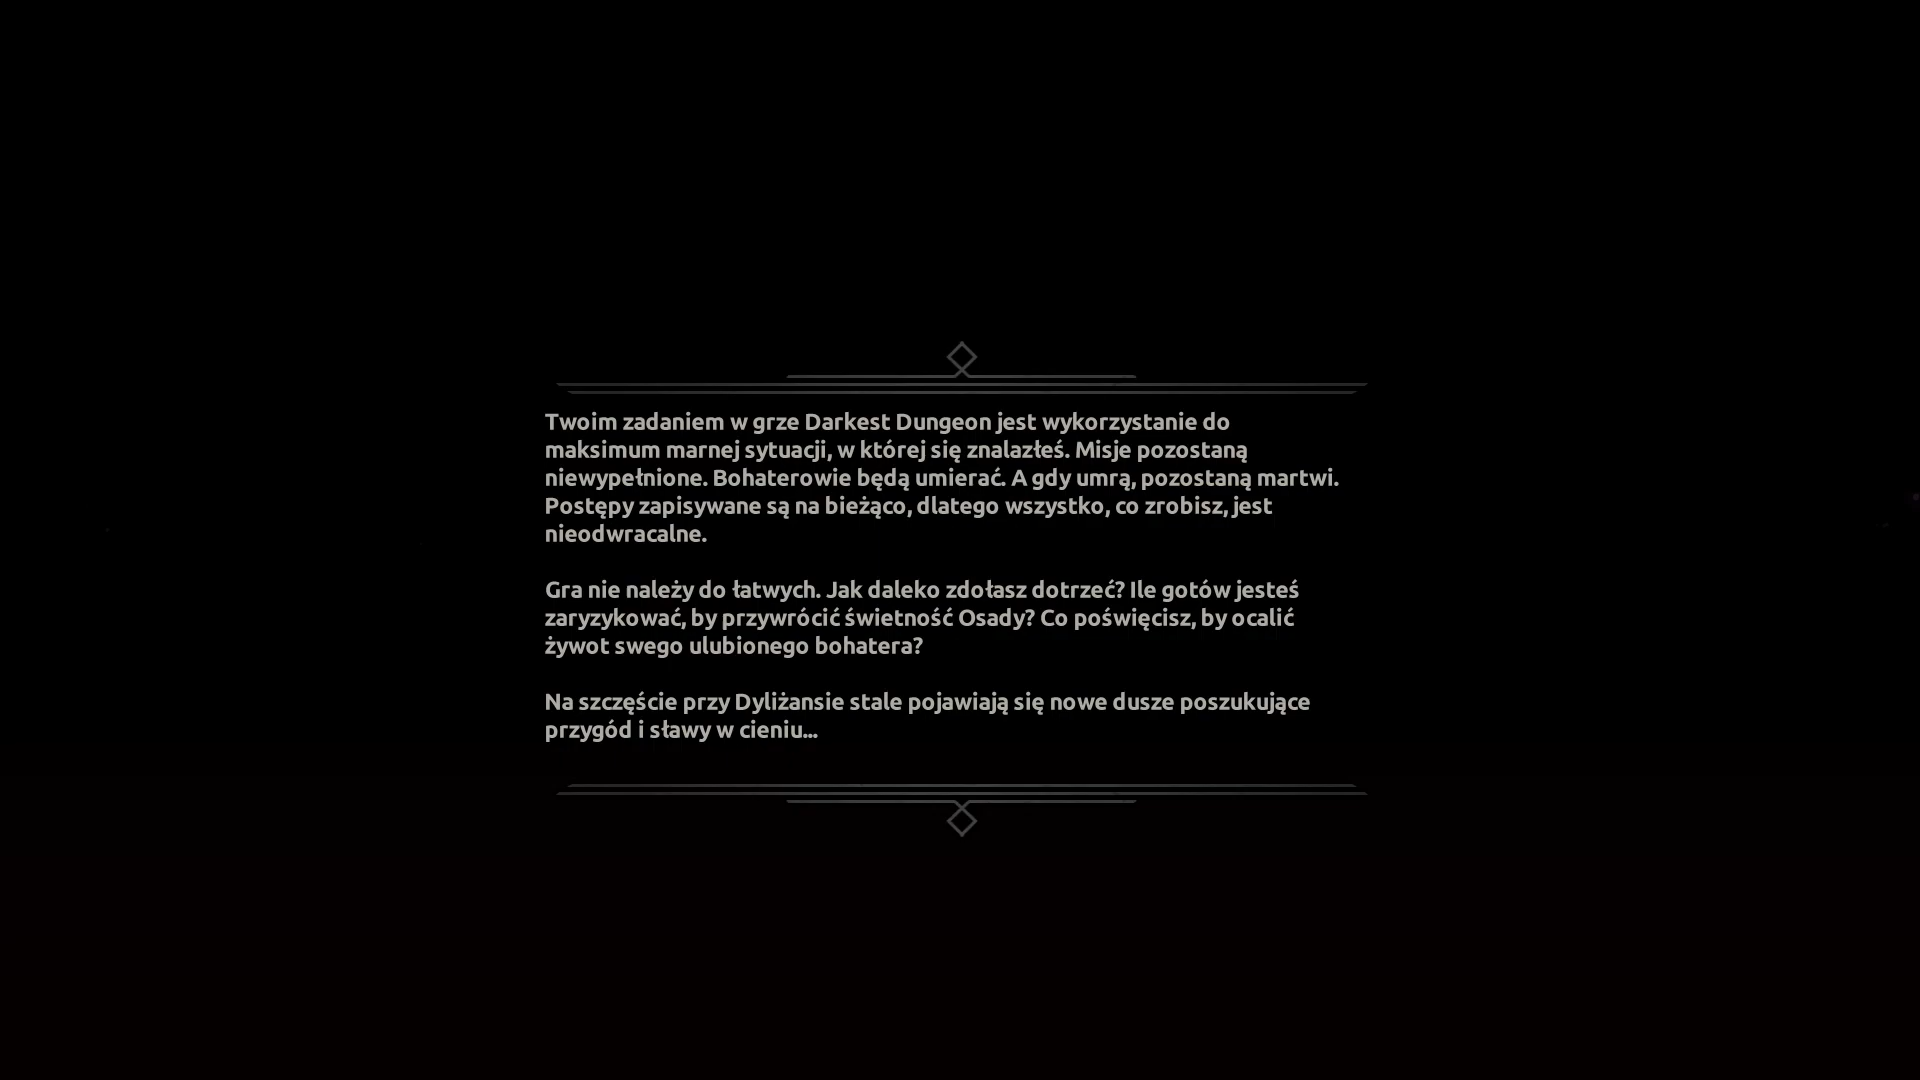 Twoim zadaniem w grze Darkest Dungeon jest wykorzystanie do
maksimum marnej sytuacji, w której się znalazłeś. Misje pozostaną
niewypełnione. Bohaterowie będą umierać. A gdy umrą, pozostaną martwi.
Postępy zapisywane są na bieżąco, dlatego wszystko, co zrobisz, jest
nieodwracalne.
Gra nie należy do łatwych. Jak daleko zdołasz dotrzeć? Ile gotów jesteś
zaryzykować, by przywrócić świetność Osady? Co poświęcisz, by ocalić
żywot swego ulubionego bohatera?
Na szczęście przy Dyliżansie stale pojawiają się nowe dusze poszukujące
przygód i sławy w cieniu...